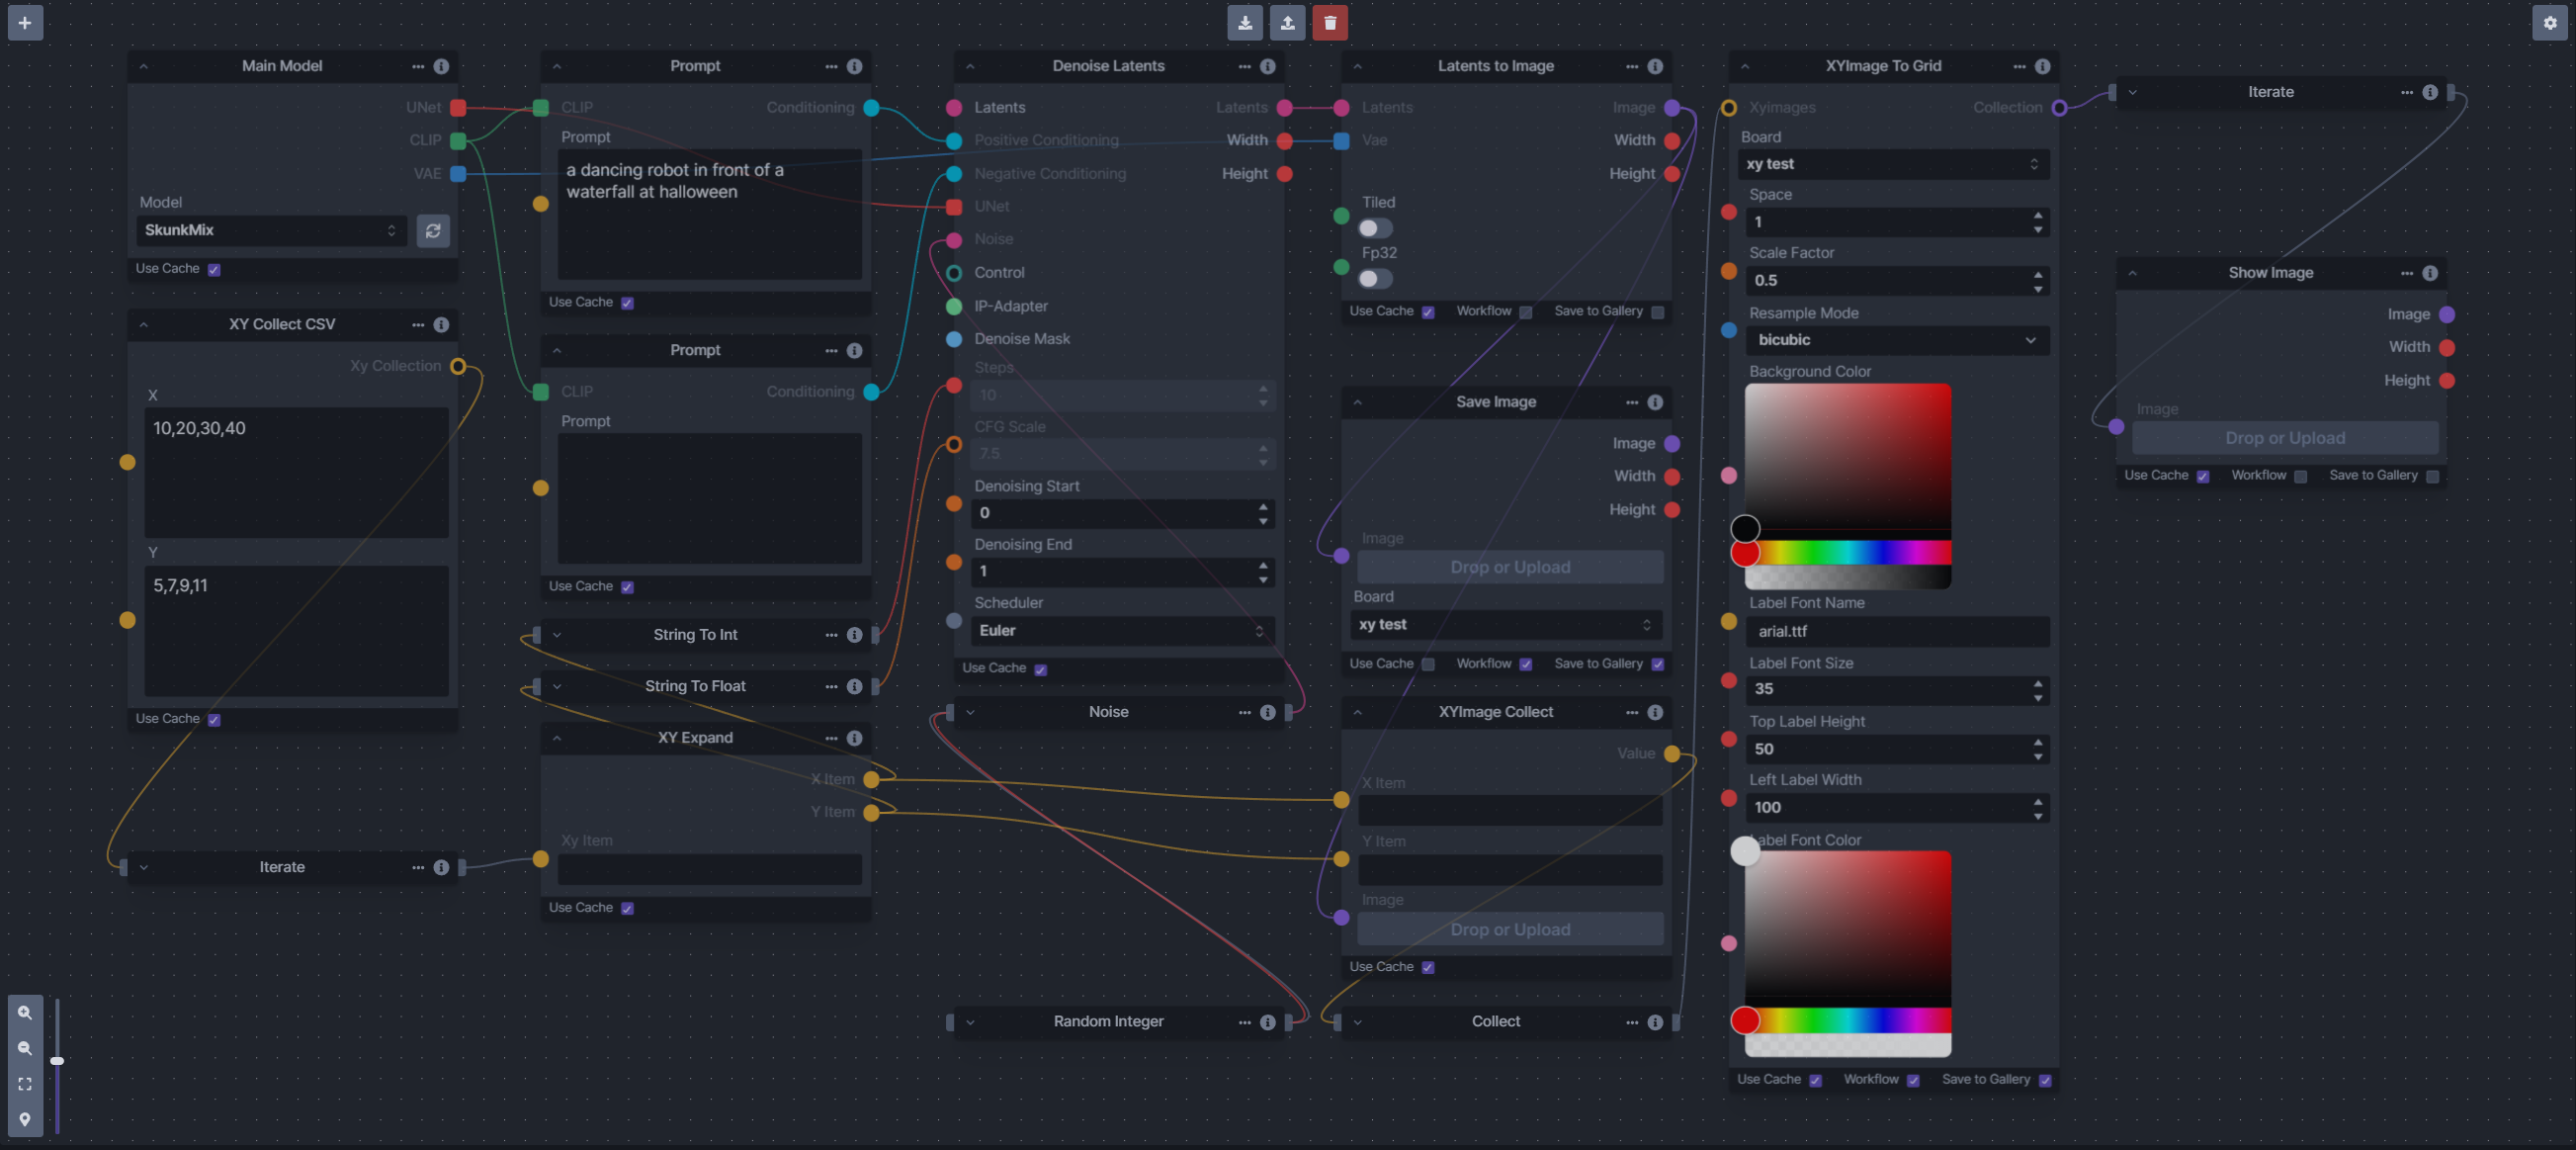 Main Model
UNet
CLIP
VAE
Model
SkunkMix
Use Cache
XY Collect CSV
Xy Collection
X
10,20,30,40
Y
5,7,9,11
Use Cache
Iterate
Prompt
CLIP Conditioning
Prompt
a dancing robot in front of a
waterfall at halloween
Use Cache
Prompt
CLIP Conditioning
Prompt
Use Cache
String To Int
String To Float
XY Expand
X Item
Y Item
Xy Item
Use Cache
Denoise Latents
Latents Latents
Positive Conditioning Width
Negative Conditioning Height
UNet
Noise
Control
IP-Adapter
Denoise Mask
Steps
10
CFG Scale
7.5
Denoising Start
0
Denoising End
1
Scheduler
Euler
Use Cache
Noise
Random Integer
Latents to Image
Latents Image
Vae Width
Height
Tiled
Fp32
Use Cache Workflow Save to Gallery
Save Image
Image
Width
Height
Image
Drop or Upload
Board
xy test
Use Cache Workflow Save to Gallery
XYImage Collect
Value
X Item
Y Item
Image
Drop or Upload
Use Cache
Collect
XYImage To Grid
Xyimages Collection
Board
xy test
Space
1
Scale Factor
0.5
Resample Mode
bicubic
Background Color
Label Font Name
arial.ttf
Label Font Size
35
Top Label Height
50
Left Label Width
100
Label Font Color
Use Cache Workflow Save to Gallery
Iterate
Show Image
Image
Width
Height
Image
Drop or Upload
Use Cache Workflow Save to Gallery